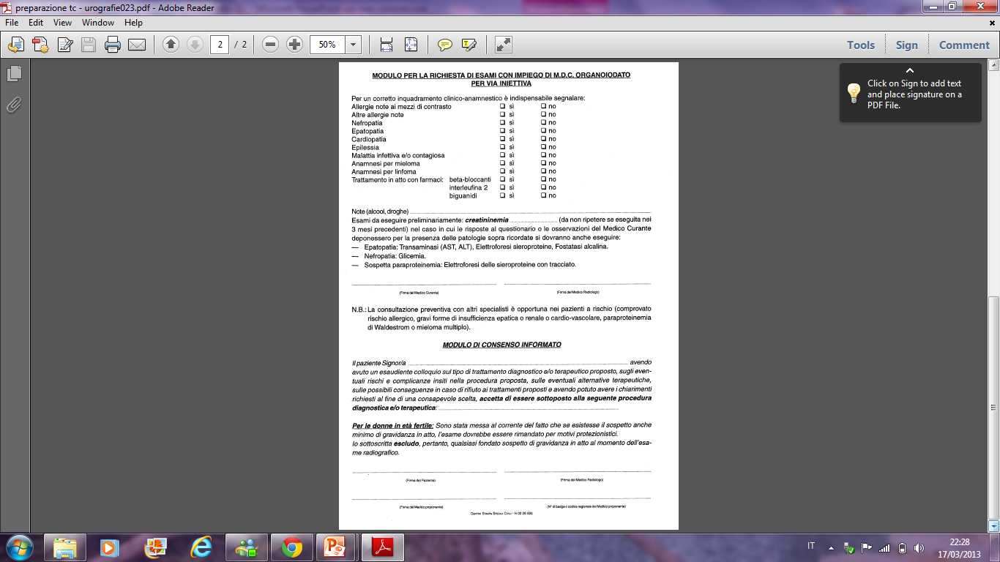 preparazione tc - urografie023.pdf - Adobe Reader
File Edit View Window Help
2 / 2 50% Tools Sign Comment
Click on Sign to add text
and place signature on a
PDF File.
MODULO PER LA RICHIESTA DI ESAMI CON IMPIEGO DI M.D.C. ORGANOIODATO
PER VIA INIETTIVA
Per un corretto inquadramento clinico-anamnestico è indispensabile segnalare:
Allergie note ai mezzi di contrasto sì no
Altre allergie note sì no
Nefropatia sì no
Epatopatia sì no
Cardiopatia sì no
Epilessia sì no
Malattia infettiva e/o contagiosa sì no
Anamnesi per mieloma sì no
Anamnesi per linfoma sì no
Trattamento in atto con farmaci: beta-bloccanti sì no
interleufina 2 sì no
biguanidi sì no
Note (alcool, droghe)
Esami da eseguire preliminariamente: creatininemia (da non ripetere se eseguita nei
3 mesi precedenti) nel caso in cui le risposte al questionario o le osservazioni del Medico Curante
deponessero per la presenza delle patologie sopra ricordate si dovranno anche eseguire:
— Epatopatia: Transaminasi (AST, ALT), Elettroforesi sieroproteine, Fostatasi alcalina.
— Nefropatia: Glicemia.
— Sospetta paraproteinemia: Elettroforesi delle sieroproteine con tracciato.
(Firma del Medico Curante) (Firma del Medico Radiologo)
N.B.: La consultazione preventiva con altri specialisti è opportuna nei pazienti a rischio (comprovato
rischio allergico, gravi forme di insufficienza epatica o renale o cardio-vascolare, paraproteinemia
di Waldestrom o mieloma multiplo).
MODULO DI CONSENSO INFORMATO
Il paziente Signor/a avendo
avuto un esaudiente colloquio sul tipo di trattamento diagnostico e/o terapeutico proposto, sugli even-
tuali rischi e complicanze insiti nella procedura proposta, sulle eventuali alternative terapeutiche,
sulle possibili conseguenze in caso di rifiuto ai trattamenti proposti e avendo potuto avere i chiarimenti
richiesti al fine di una consapevole scelta, accetta di essere sottoposto alla seguente procedura
diagnostica e/o terapeutica:
Per le donne in età fertile: Sono stata messa al corrente del fatto che se esistesse il sospetto anche
minimo di gravidanza in atto, l'esame dovrebbe essere rimandato per motivi protezionistici.
Io sottoscritta escludo, pertanto, qualsiasi fondato sospetto di gravidanza in atto al momento dell'esa-
me radiografico.
(Firma del Paziente) (Firma del Medico Radiologo)
(Firma del Medico proponente) (N° di badge o codice regionale del Medico proponente)
Centro Stampa Spedali Civili - H 02 26 005
IT 22:28
17/03/2013